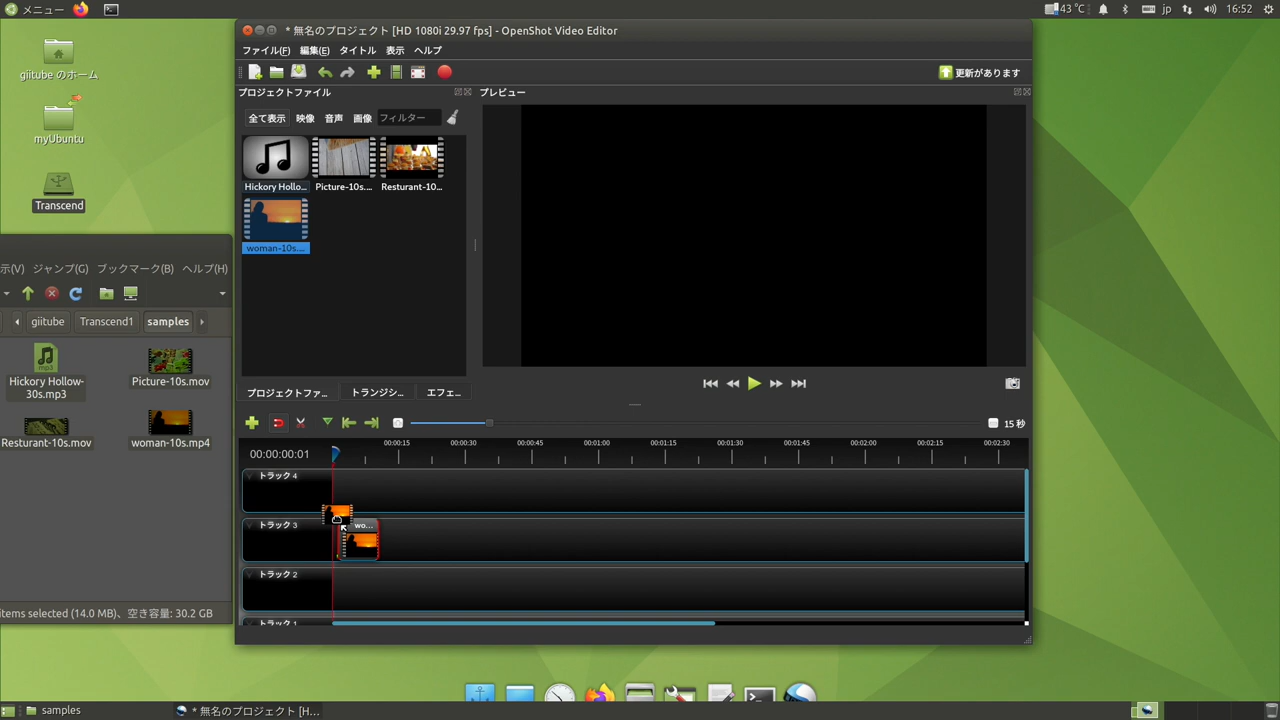 メニュー
43 °C
jp
16:52
giitube のホーム
myUbuntu
Transcend
* 無名のプロジェクト [HD 1080i 29.97 fps] - OpenShot Video Editor
ファイル(F) 編集(E) タイトル 表示 ヘルプ
更新があります
プロジェクトファイル
プレビュー
全て表示 映像 音声 画像 フィルター
Hickory Hollo...
Picture-10s....
Resturant-10...
woman-10s....
示(V) ジャンプ(G) ブックマーク(B) ヘルプ(H)
giitube Transcend1 samples
Hickory Hollow-
30s.mp3
Picture-10s.mov
Resturant-10s.mov
woman-10s.mp4
items selected (14.0 MB)、空き容量: 30.2 GB
プロジェクトファ...
トランジシ...
エフェ...
15 秒
00:00:00:01
00:00:15 00:00:30 00:00:45 00:01:00 00:01:15 00:01:30 00:01:45 00:02:00 00:02:15 00:02:30
トラック 4
トラック 3
wo...
トラック 2
トラック 1
samples
* 無名のプロジェクト [H...